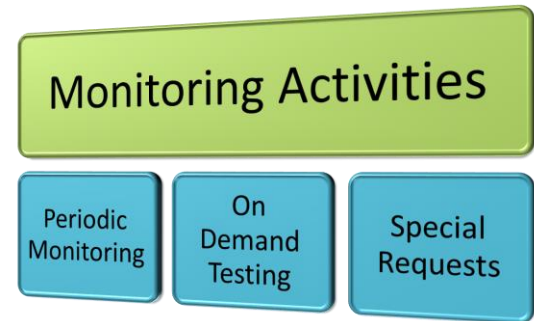 Monitoring Activities
Periodic
Monitoring
On
Demand
Testing
Special
Requests